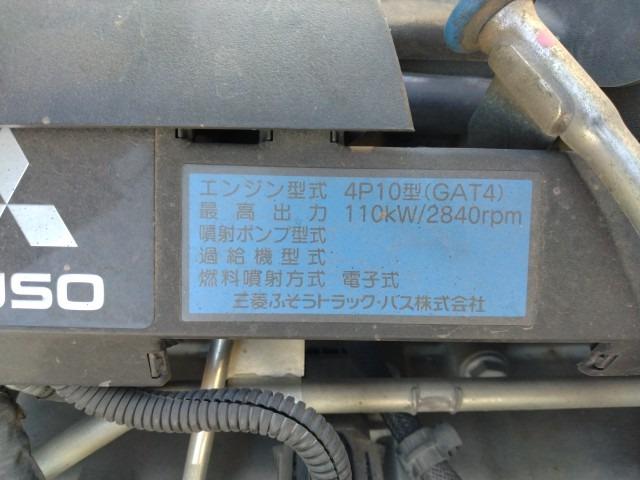 エンジン型式 4P10型(GAT4)
最高出力 110kW/2840rpm
噴射ポンプ型式
過給機型式
燃料噴射方式 電子式
三菱ふそうトラック・バス株式会社
USO